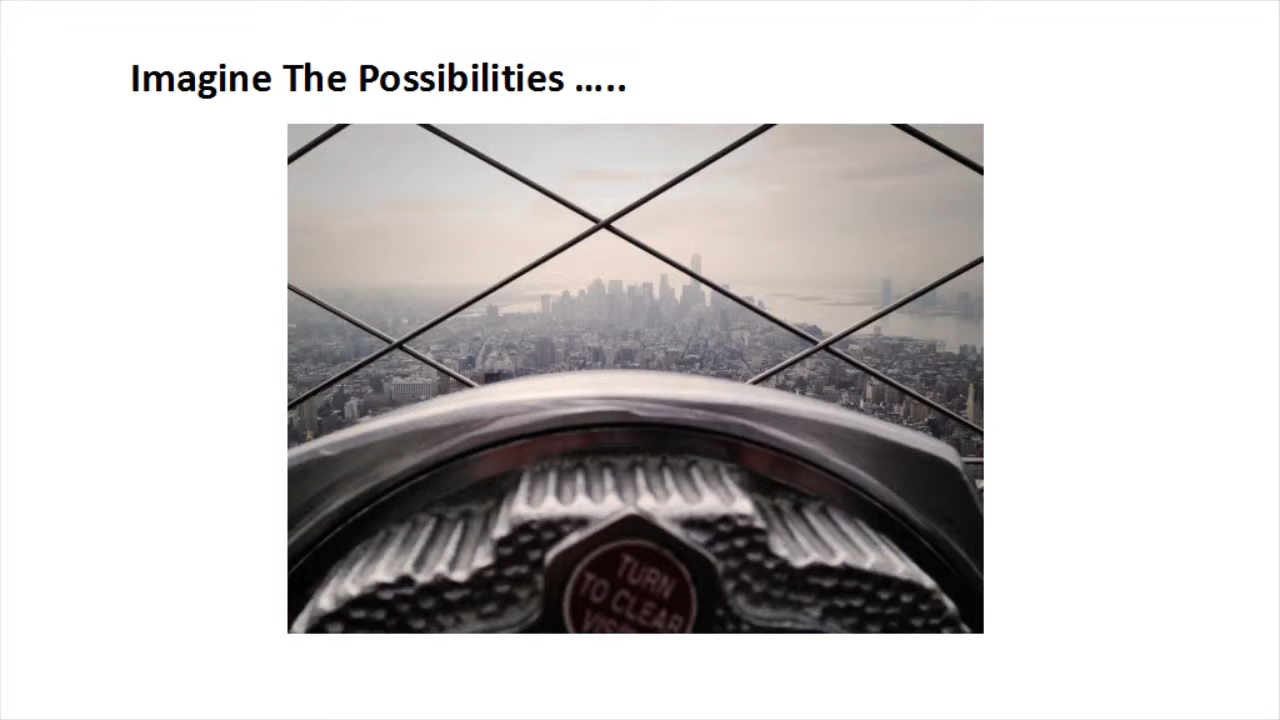 Imagine The Possibilities …..
TURN
TO CLEAR